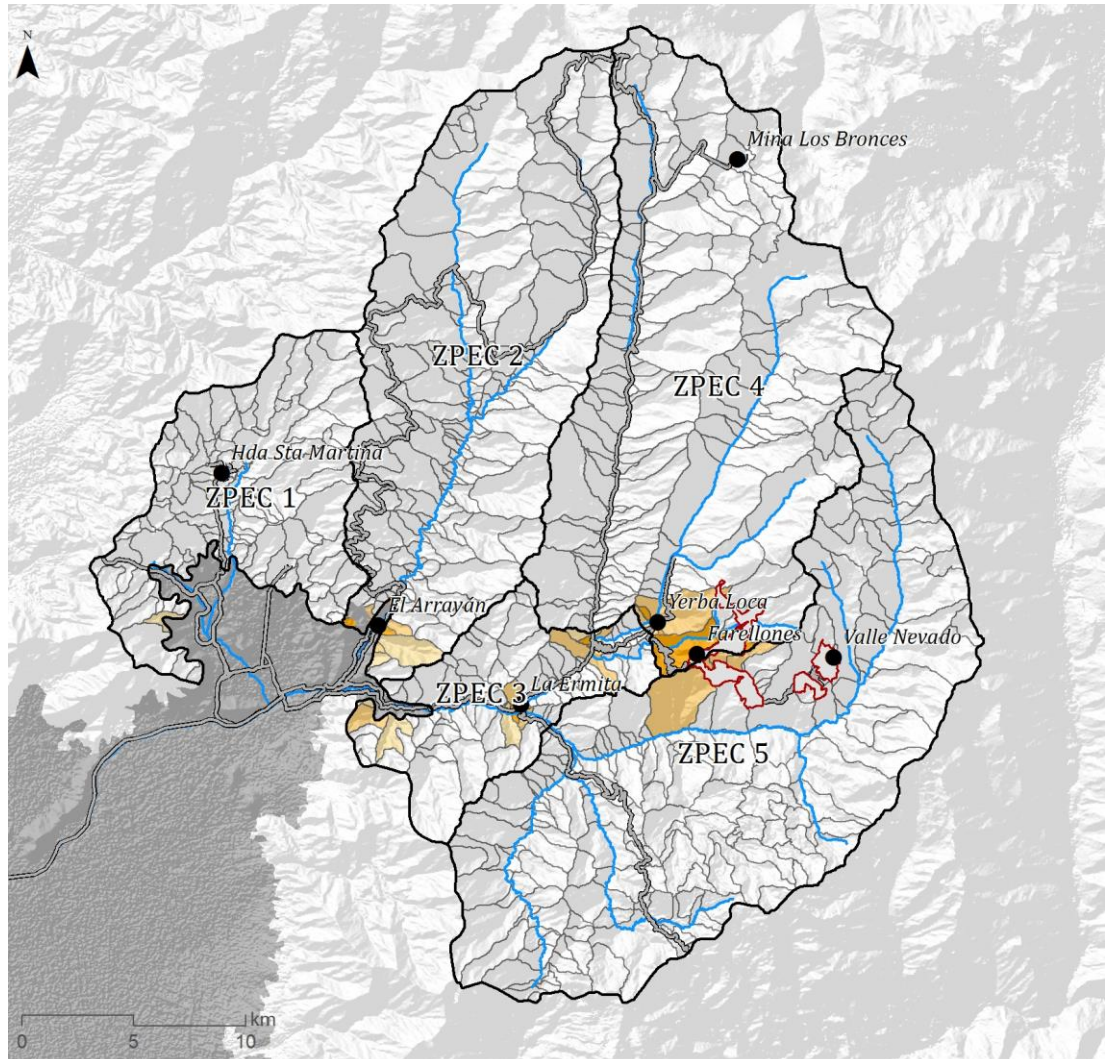 N
Mina Los Bronces
ZPEC 2
ZPEC 4
Hda Sta Martina
ZPEC 1
El Arrayán
Yerba Loca
Farellones
Valle Nevado
ZPEC 3
La Ermita
ZPEC 5
km
0 5 10